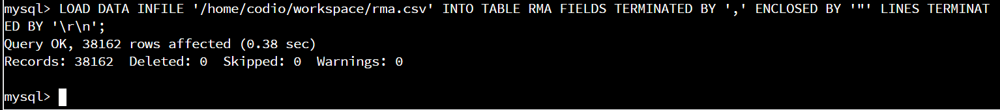 mysql> LOAD DATA INFILE '/home/codio/workspace/rma.csv' INTO TABLE RMA FIELDS TERMINATED BY ',' ENCLOSED BY '"' LINES TERMINAT
ED BY '\r\n';
Query OK, 38162 rows affected (0.38 sec)
Records: 38162  Deleted: 0  Skipped: 0  Warnings: 0
mysql>